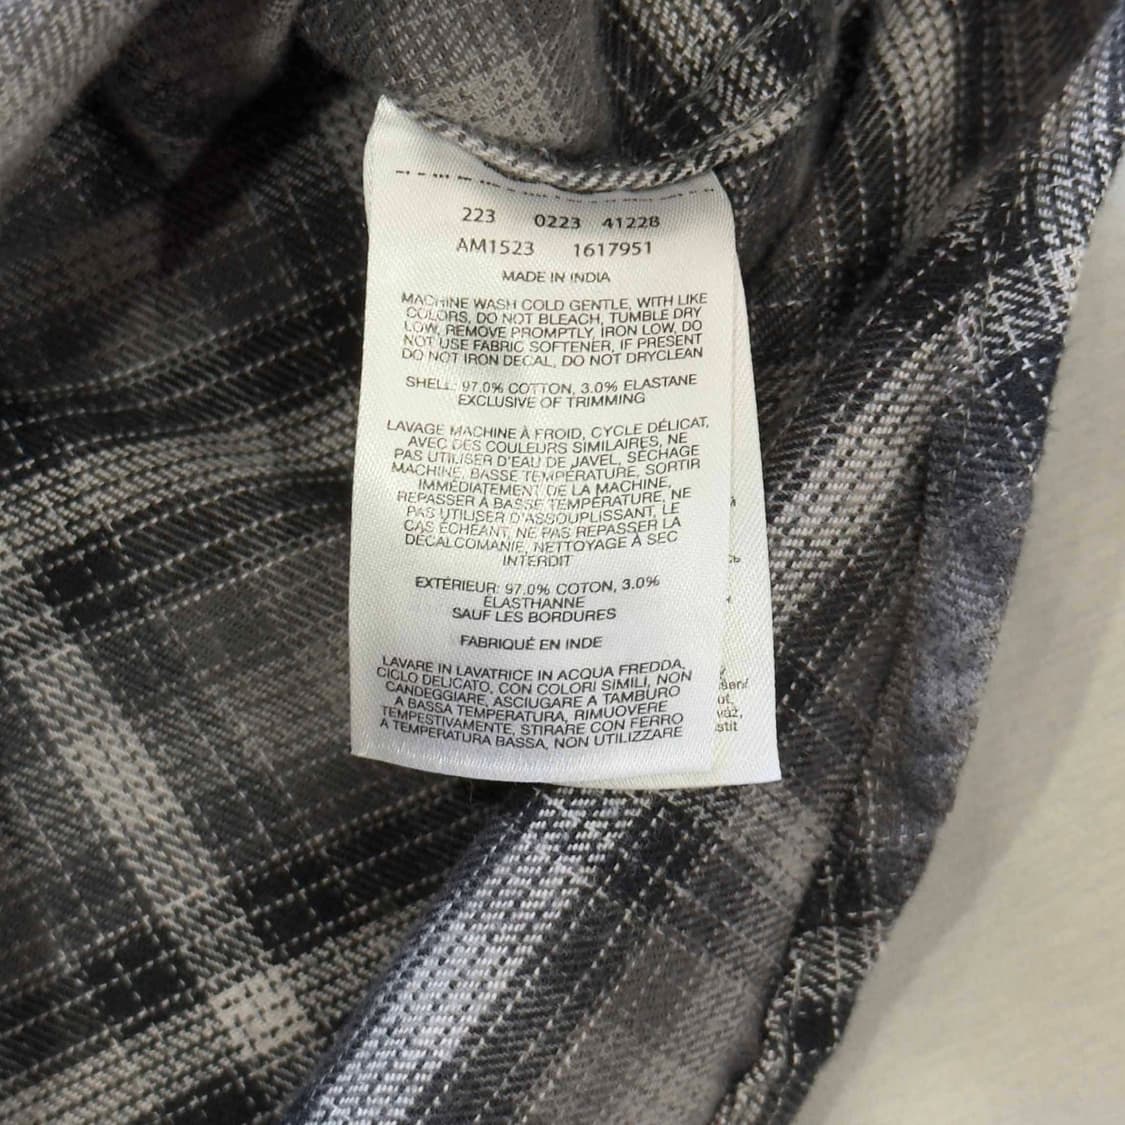 223 0223 41228
AM1523 1617951
MADE IN INDIA
MACHINE WASH COLD GENTLE, WITH LIKE
COLORS, DO NOT BLEACH, TUMBLE DRY
LOW, REMOVE PROMPTLY, IRON LOW, DO
NOT USE FABRIC SOFTENER, IF PRESENT
DO NOT IRON DECAL, DO NOT DRYCLEAN
SHELL: 97.0% COTTON, 3.0% ELASTANE
EXCLUSIVE OF TRIMMING
LAVAGE MACHINE À FROID, CYCLE DÉLICAT,
AVEC DES COULEURS SIMILAIRES, NE
PAS UTILISER D'EAU DE JAVEL, SÉCHAGE
MACHINE, BASSE TEMPÉRATURE, SORTIR
IMMÉDIATEMENT DE LA MACHINE,
REPASSER À BASSE TEMPÉRATURE, NE
PAS UTILISER D'ASSOUPLISSANT, LE
CAS ÉCHÉANT, NE PAS REPASSER LA
DÉCALCOMANIE, NETTOYAGE À SEC
INTERDIT
EXTÉRIEUR: 97.0% COTON, 3.0%
ÉLASTHANNE
SAUF LES BORDURES
FABRIQUÉ EN INDE
LAVARE IN LAVATRICE IN ACQUA FREDDA,
CICLO DELICATO, CON COLORI SIMILI, NON
CANDEGGIARE, ASCIUGARE A TAMBURO
A BASSA TEMPERATURA, RIMUOVERE
TEMPESTIVAMENTE, STIRARE CON FERRO
A TEMPERATURA BASSA, NON UTILIZZARE